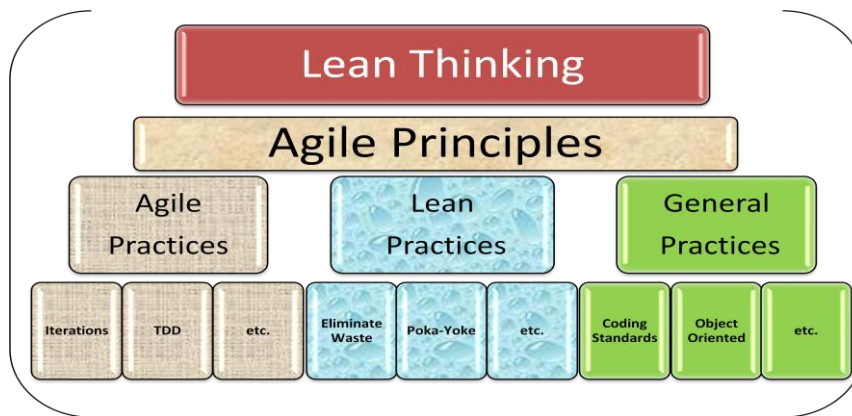 Lean Thinking
Agile Principles
Agile
Practices
Lean
Practices
General
Practices
Iterations
TDD
etc.
Eliminate
Waste
Poka-Yoke
etc.
Coding
Standards
Object
Oriented
etc.